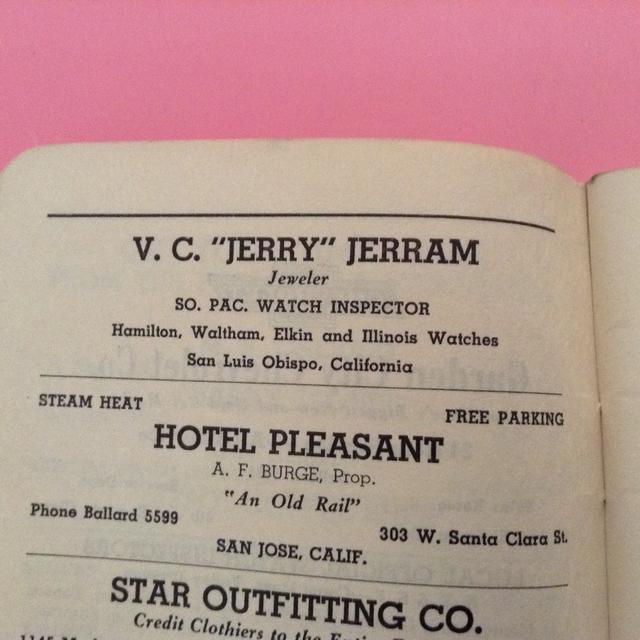 V. C. "JERRY" JERRAM
Jeweler
SO. PAC. WATCH INSPECTOR
Hamilton, Waltham, Elkin and Illinois Watches
San Luis Obispo, California
STEAM HEAT
FREE PARKING
HOTEL PLEASANT
A. F. BURGE, Prop.
"An Old Rail"
Phone Ballard 5599
303 W. Santa Clara St.
SAN JOSE, CALIF.
STAR OUTFITTING CO.
Credit Clothiers to the